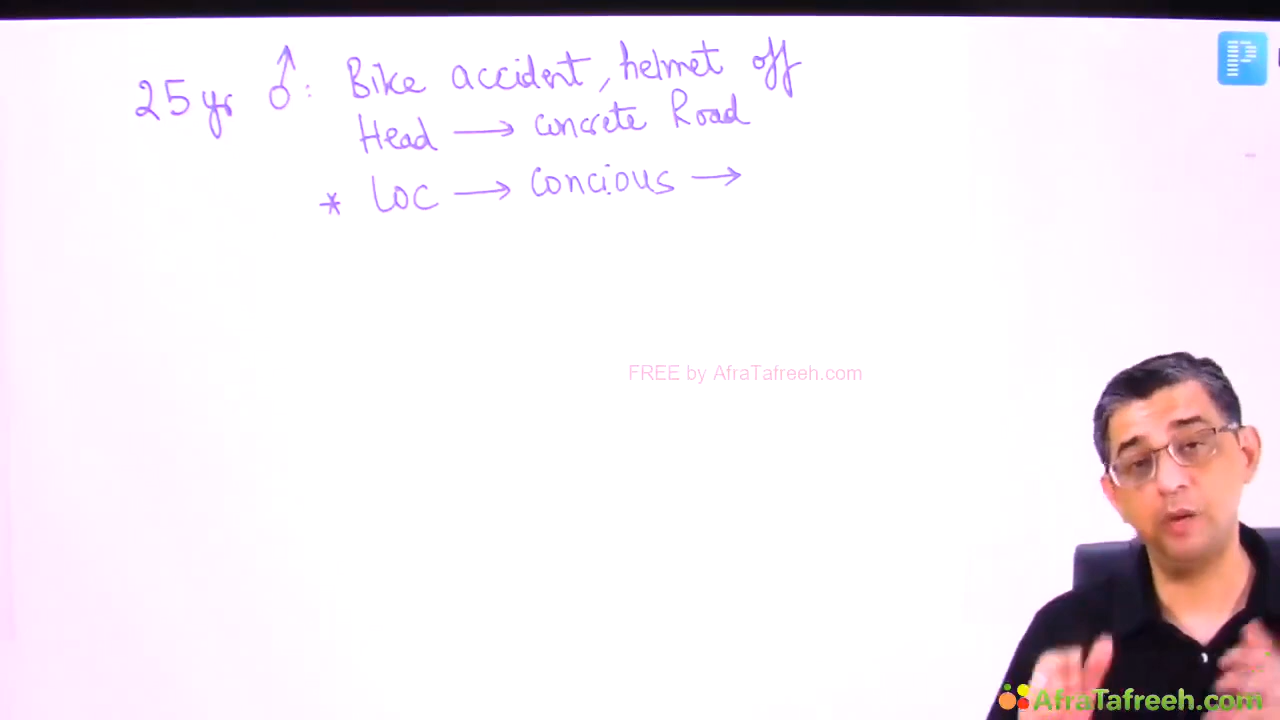 25 yr ♂: Bike accident, helmet off
Head → concrete Road
* LOC → Concious →
FREE by AfraTafreeh.com
AfraTafreeh.com